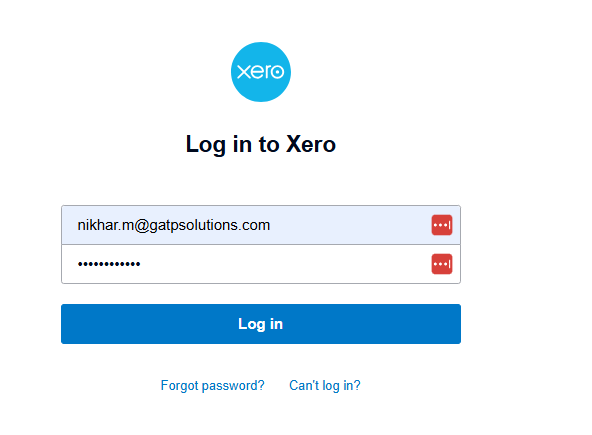 xero
Log in to Xero
nikhar.m@gatpsolutions.com
••••••••••••
Log in
Forgot password? Can't log in?